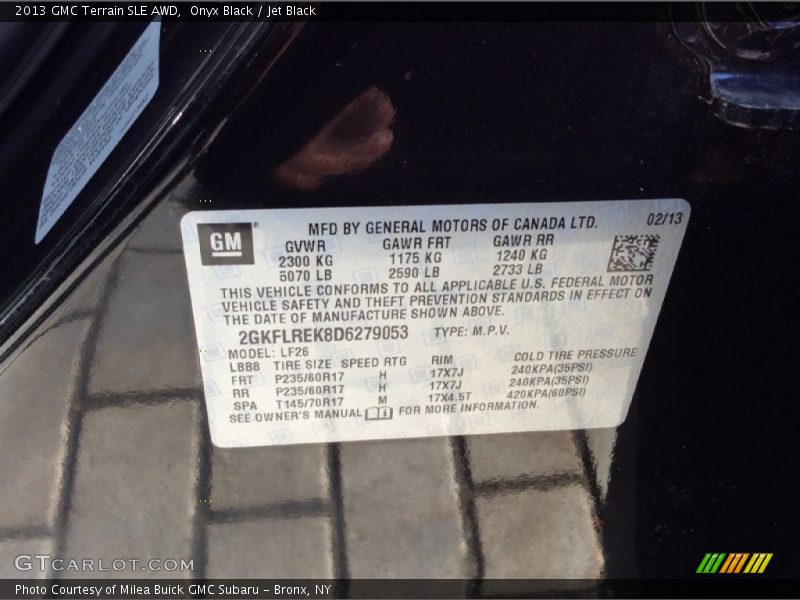 2013 GMC Terrain SLE AWD, Onyx Black / Jet Black
GM ® MFD BY GENERAL MOTORS OF CANADA LTD. 02/13
GVWR GAWR FRT GAWR RR
2300 KG 1175 KG 1240 KG
5070 LB 2590 LB 2733 LB
THIS VEHICLE CONFORMS TO ALL APPLICABLE U.S. FEDERAL MOTOR
VEHICLE SAFETY AND THEFT PREVENTION STANDARDS IN EFFECT ON
THE DATE OF MANUFACTURE SHOWN ABOVE.
2GKFLREK8D6279053 TYPE: M.P.V.
MODEL: LF26
LBB8 TIRE SIZE SPEED RTG RIM COLD TIRE PRESSURE
FRT P235/60R17 H 17X7J 240KPA(35PSI)
RR P235/60R17 H 17X7J 240KPA(35PSI)
SPA T145/70R17 M 17X4.5T 420KPA(60PSI)
SEE OWNER'S MANUAL FOR MORE INFORMATION.
GTCARLOT.COM
Photo Courtesy of Milea Buick GMC Subaru - Bronx, NY